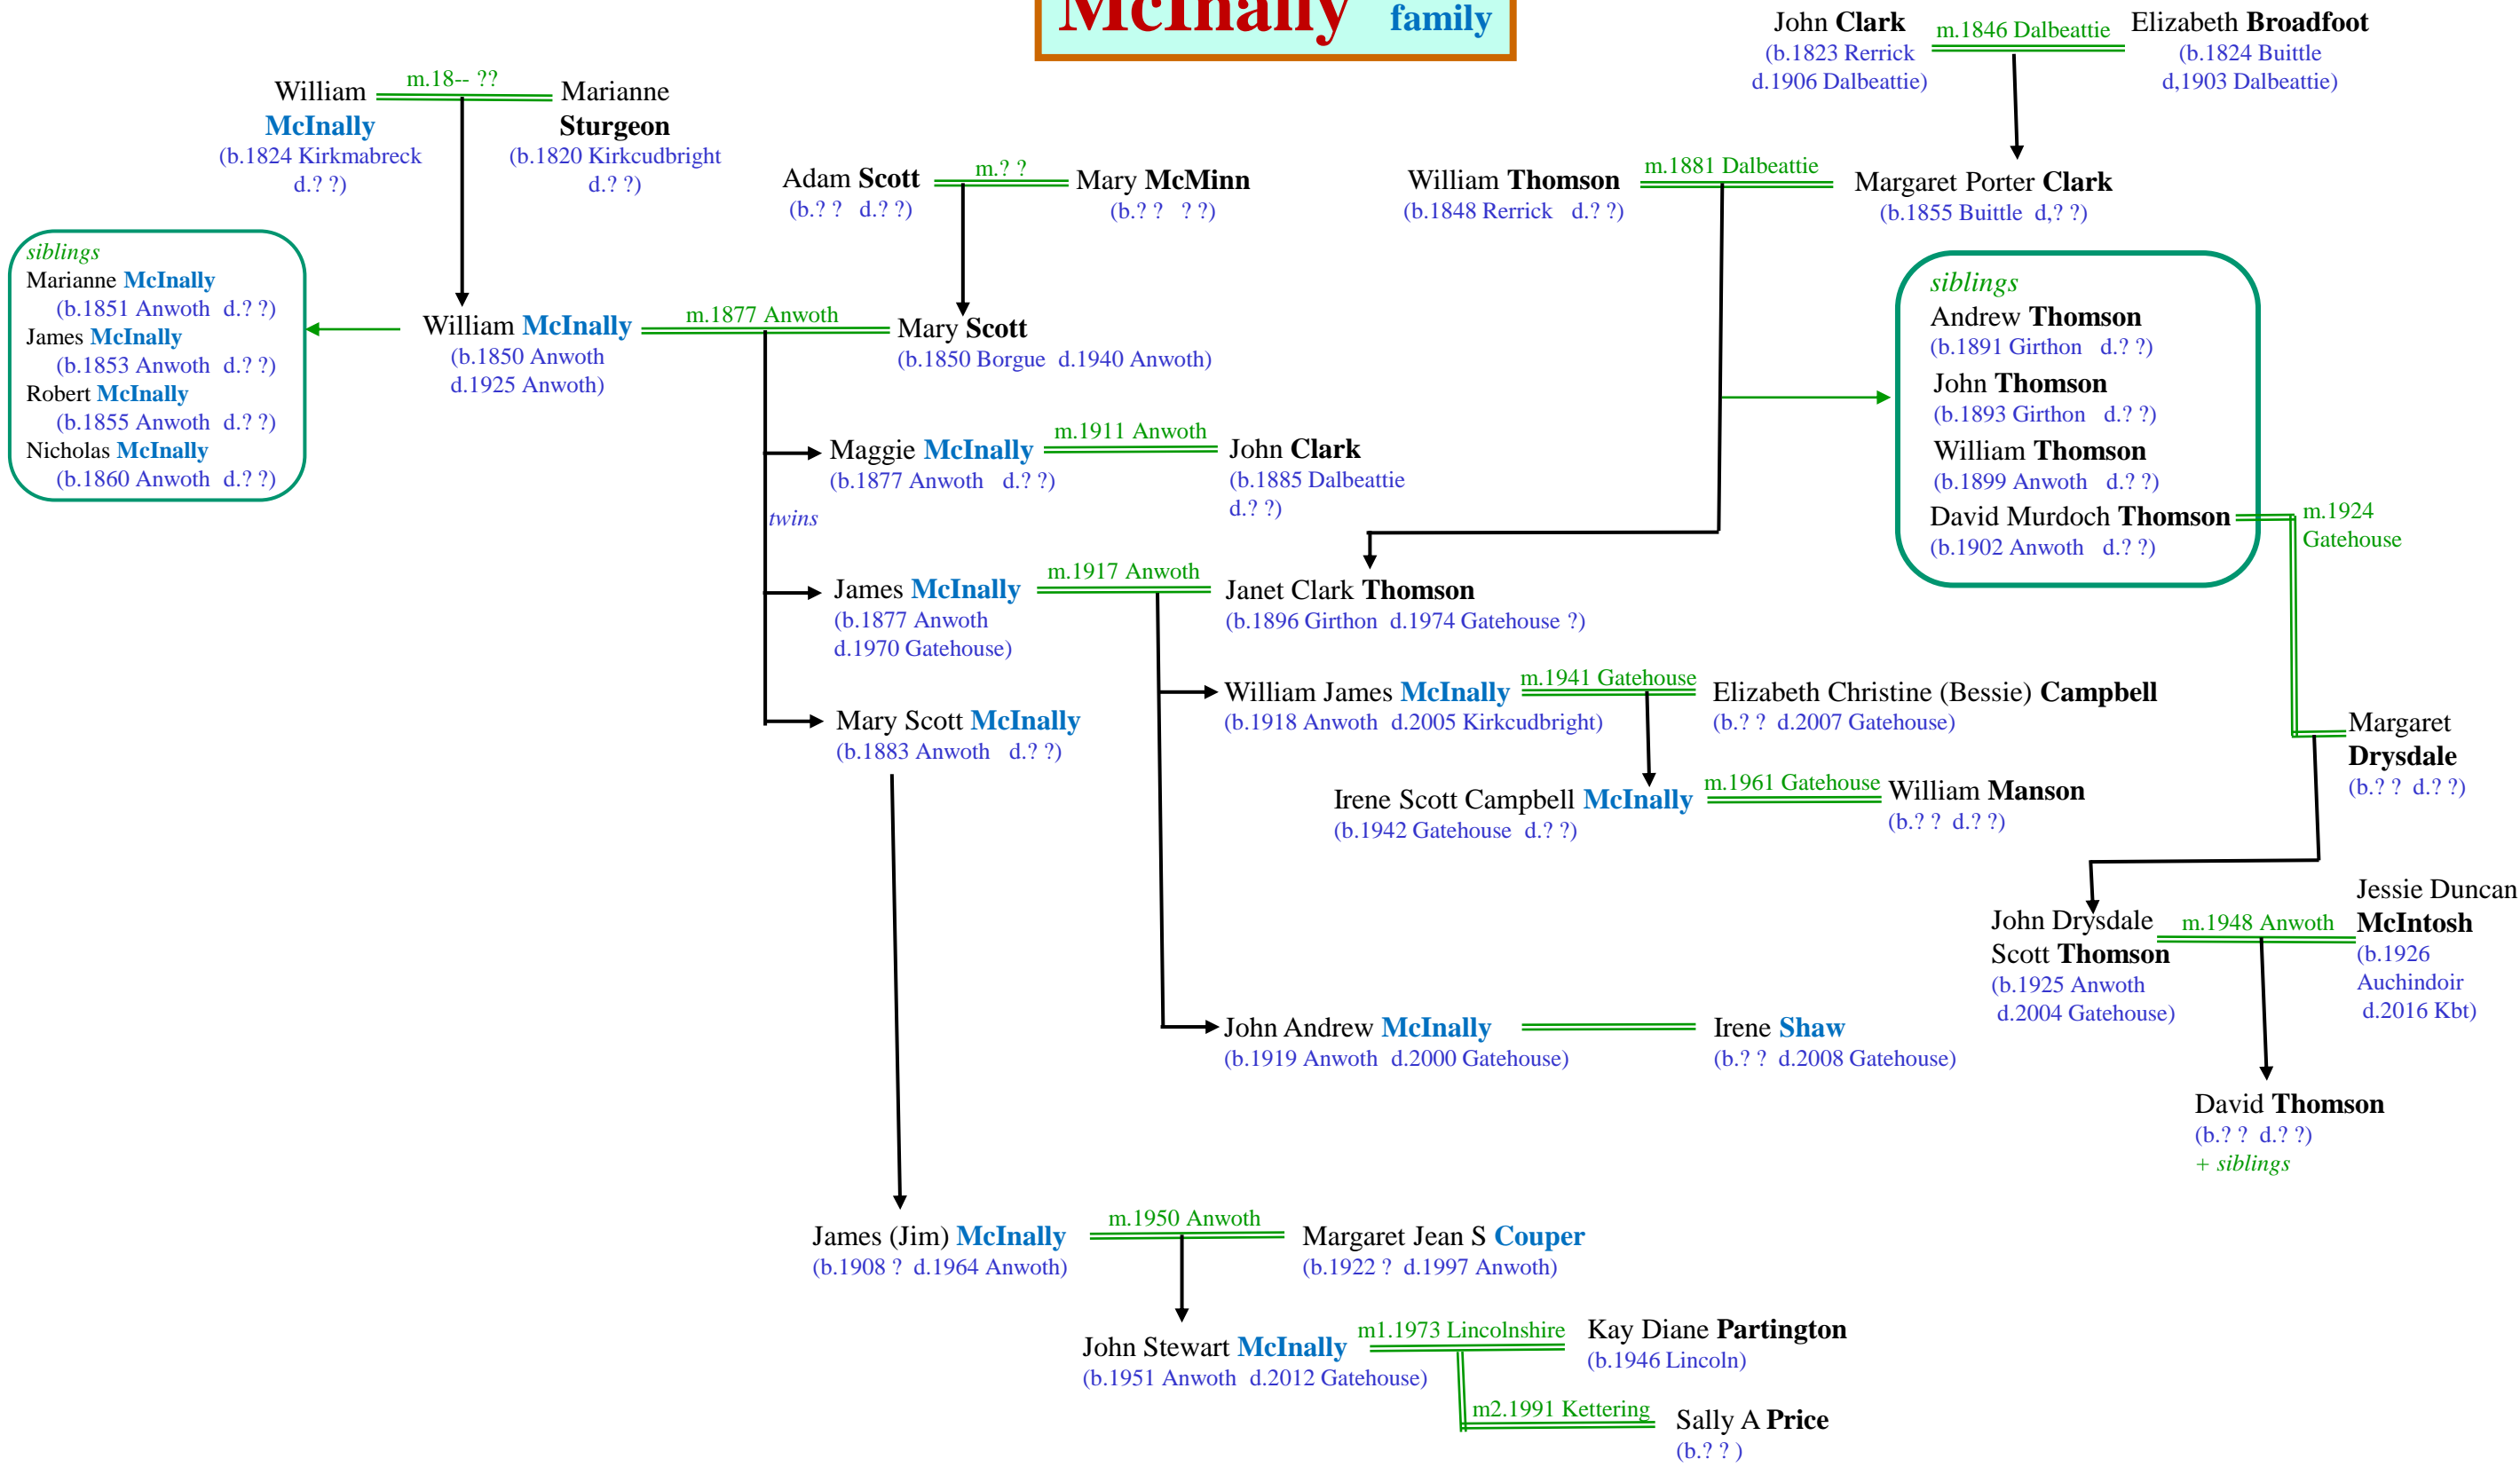 McInally family
John Clark
(b.1823 Rerrick
d.1906 Dalbeattie)
m.1846 Dalbeattie
Elizabeth Broadfoot
(b.1824 Buittle
d,1903 Dalbeattie)
William
McInally
(b.1824 Kirkmabreck
d.? ?)
m.18-- ??
Marianne
Sturgeon
(b.1820 Kirkcudbright
d.? ?)
Adam Scott
(b.? ? d.? ?)
m.? ?
Mary McMinn
(b.? ? ? ?)
William Thomson
(b.1848 Rerrick d.? ?)
m.1881 Dalbeattie
Margaret Porter Clark
(b.1855 Buittle d,? ?)
siblings
Marianne McInally
(b.1851 Anwoth d.? ?)
James McInally
(b.1853 Anwoth d.? ?)
Robert McInally
(b.1855 Anwoth d.? ?)
Nicholas McInally
(b.1860 Anwoth d.? ?)
William McInally
(b.1850 Anwoth
d.1925 Anwoth)
m.1877 Anwoth
Mary Scott
(b.1850 Borgue d.1940 Anwoth)
siblings
Andrew Thomson
(b.1891 Girthon d.? ?)
John Thomson
(b.1893 Girthon d.? ?)
William Thomson
(b.1899 Anwoth d.? ?)
David Murdoch Thomson
(b.1902 Anwoth d.? ?)
m.1924
Gatehouse
Maggie McInally
(b.1877 Anwoth d.? ?)
m.1911 Anwoth
John Clark
(b.1885 Dalbeattie
d.? ?)
twins
James McInally
(b.1877 Anwoth
d.1970 Gatehouse)
m.1917 Anwoth
Janet Clark Thomson
(b.1896 Girthon d.1974 Gatehouse ?)
Mary Scott McInally
(b.1883 Anwoth d.? ?)
William James McInally
(b.1918 Anwoth d.2005 Kirkcudbright)
m.1941 Gatehouse
Elizabeth Christine (Bessie) Campbell
(b.? ? d.2007 Gatehouse)
Margaret
Drysdale
(b.? ? d.? ?)
Irene Scott Campbell McInally
(b.1942 Gatehouse d.? ?)
m.1961 Gatehouse
William Manson
(b.? ? d.? ?)
John Drysdale
Scott Thomson
(b.1925 Anwoth
d.2004 Gatehouse)
m.1948 Anwoth
Jessie Duncan
McIntosh
(b.1926
Auchindoir
d.2016 Kbt)
John Andrew McInally
(b.1919 Anwoth d.2000 Gatehouse)
Irene Shaw
(b.? ? d.2008 Gatehouse)
David Thomson
(b.? ? d.? ?)
+ siblings
James (Jim) McInally
(b.1908 ? d.1964 Anwoth)
m.1950 Anwoth
Margaret Jean S Couper
(b.1922 ? d.1997 Anwoth)
John Stewart McInally
(b.1951 Anwoth d.2012 Gatehouse)
m1.1973 Lincolnshire
Kay Diane Partington
(b.1946 Lincoln)
m2.1991 Kettering
Sally A Price
(b.? ? )